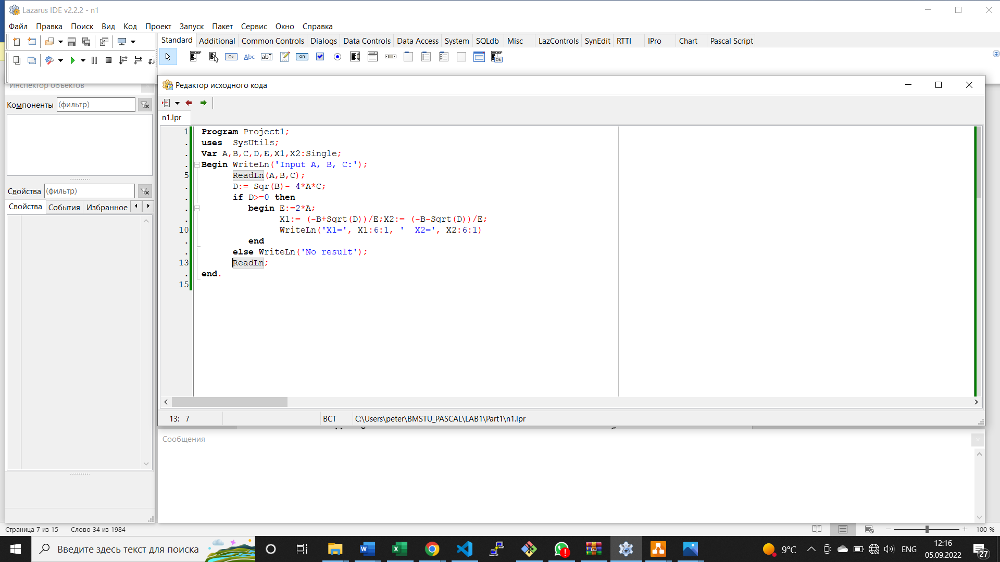 Lazarus IDE v2.2.2 - n1
Файл Правка Поиск Вид Код Проект Запуск Пакет Сервис Окно Справка
Standard Additional Common Controls Dialogs Data Controls Data Access System SQLdb Misc LazControls SynEdit RTTI IPro Chart Pascal Script
Ok Abc abI on Ok
Инспектор объектов
Компоненты (фильтр)
Свойства (фильтр)
Свойства События Избранное
Редактор исходного кода
n1.lpr
1 Program Project1;
. uses  SysUtils;
. Var A,B,C,D,E,X1,X2:Single;
. Begin WriteLn('Input A, B, C:');
5 ReadLn(A,B,C);
. D:= Sqr(B)- 4*A*C;
. if D>=0 then
. begin E:=2*A;
. X1:= (-B+Sqrt(D))/E;X2:= (-B-Sqrt(D))/E;
10 WriteLn('X1=', X1:6:1, '  X2=', X2:6:1)
. end
. else WriteLn('No result');
13 ReadLn;
. end.
15
13: 7 ВСТ C:\Users\peter\BMSTU_PASCAL\LAB1\Part1\n1.lpr
Сообщения
Страница 7 из 15 Слово 34 из 1984 100 %
Введите здесь текст для поиска
9°C ENG 12:16
05.09.2022 27